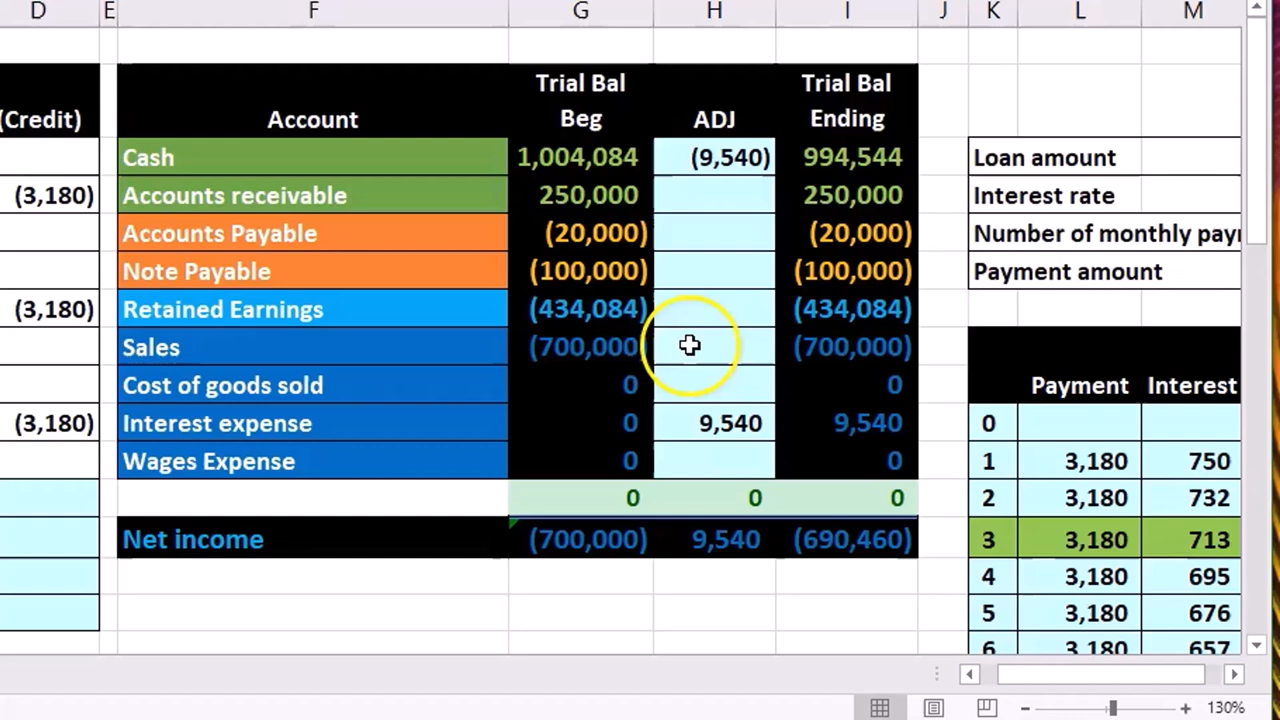 D E F G H I J K L M
(Credit)
Account Trial Bal Beg ADJ Trial Bal Ending
Cash 1,004,084 (9,540) 994,544 Loan amount
(3,180) Accounts receivable 250,000 250,000 Interest rate
Accounts Payable (20,000) (20,000) Number of monthly payr
Note Payable (100,000) (100,000) Payment amount
(3,180) Retained Earnings (434,084) (434,084)
Sales (700,000) (700,000)
Cost of goods sold 0 0 Payment Interest
(3,180) Interest expense 0 9,540 9,540 0
Wages Expense 0 0 1 3,180 750
0 0 0 2 3,180 732
Net income (700,000) 9,540 (690,460) 3 3,180 713
4 3,180 695
5 3,180 676
6 3,180 657
130%